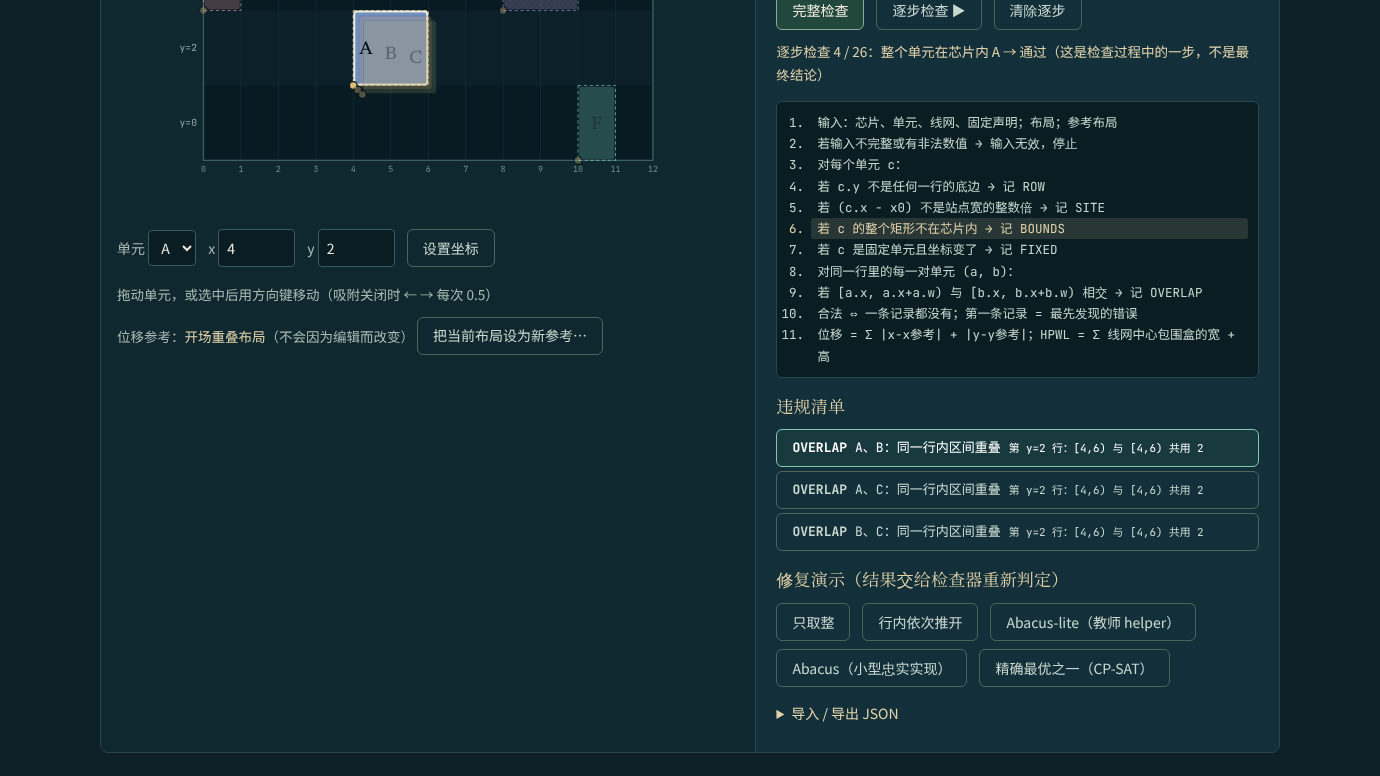 y=2
A B C
y=0
F
0 1 2 3 4 5 6 7 8 9 10 11 12
单元 A x 4 y 2 设置坐标
拖动单元，或选中后用方向键移动（吸附关闭时 ←→ 每次 0.5）
位移参考：开场重叠布局（不会因为编辑而改变） 把当前布局设为新参考…
完整检查 逐步检查 ▶ 清除逐步
逐步检查 4 / 26：整个单元在芯片内 A → 通过（这是检查过程中的一步，不是最
终结论）
1. 输入：芯片、单元、线网、固定声明；布局；参考布局
2. 若输入不完整或有非法数值 → 输入无效，停止
3. 对每个单元 c：
4. 若 c.y 不是任何一行的底边 → 记 ROW
5. 若 (c.x - x0) 不是站点宽的整数倍 → 记 SITE
6. 若 c 的整个矩形不在芯片内 → 记 BOUNDS
7. 若 c 是固定单元且坐标变了 → 记 FIXED
8. 对同一行里的每一对单元 (a, b)：
9. 若 [a.x, a.x+a.w) 与 [b.x, b.x+b.w) 相交 → 记 OVERLAP
10. 合法 ⇔ 一条记录都没有；第一条记录 = 最先发现的错误
11. 位移 = Σ |x-x参考| + |y-y参考|；HPWL = Σ 线网中心包围盒的宽 +
高
违规清单
OVERLAP A、B：同一行内区间重叠 第 y=2 行：[4,6) 与 [4,6) 共用 2
OVERLAP A、C：同一行内区间重叠 第 y=2 行：[4,6) 与 [4,6) 共用 2
OVERLAP B、C：同一行内区间重叠 第 y=2 行：[4,6) 与 [4,6) 共用 2
修复演示（结果交给检查器重新判定）
只取整 行内依次推开 Abacus-lite（教师 helper）
Abacus（小型忠实实现） 精确最优之一（CP-SAT）
▶ 导入 / 导出 JSON